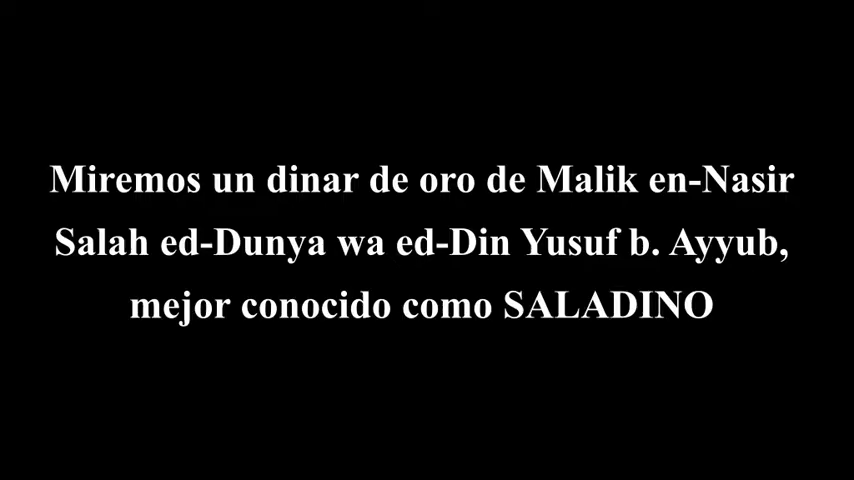 Miremos un dinar de oro de Malik en-Nasir
Salah ed-Dunya wa ed-Din Yusuf b. Ayyub,
mejor conocido como SALADINO